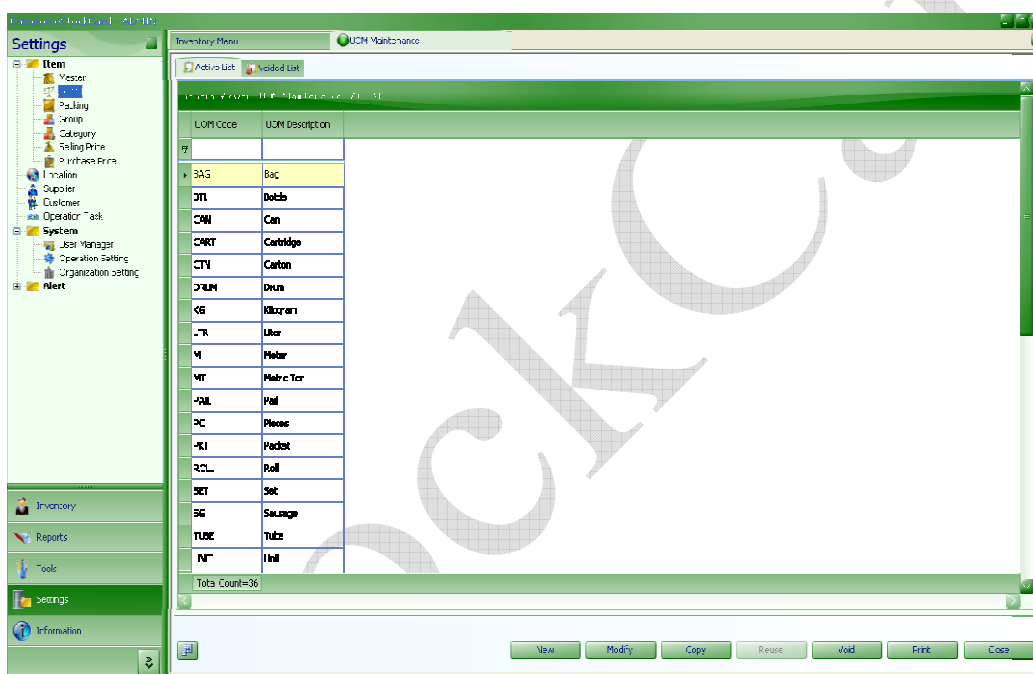 Settings
Inventory Menu
UOM Maintenance
Active List
Voided List
Item
Master
Packing
Group
Category
Selling Price
Purchase Price
Location
Supplier
Customer
Operation Task
System
User Manager
Operation Setting
Organization Setting
Alert
UOM Code UOM Description
BAG Bag
BTL Bottle
CAN Can
CART Cartridge
CTN Carton
DRUM Drum
KG Kilogram
LTR Liter
M Meter
MT Metric Ton
PAIL Pail
PC Pieces
PKT Packet
ROLL Roll
SET Set
SG Sausage
TUBE Tube
UNIT Unit
Total Count=36
Inventory
Reports
Tools
Settings
Information
New
Modify
Copy
Reuse
Void
Print
Close